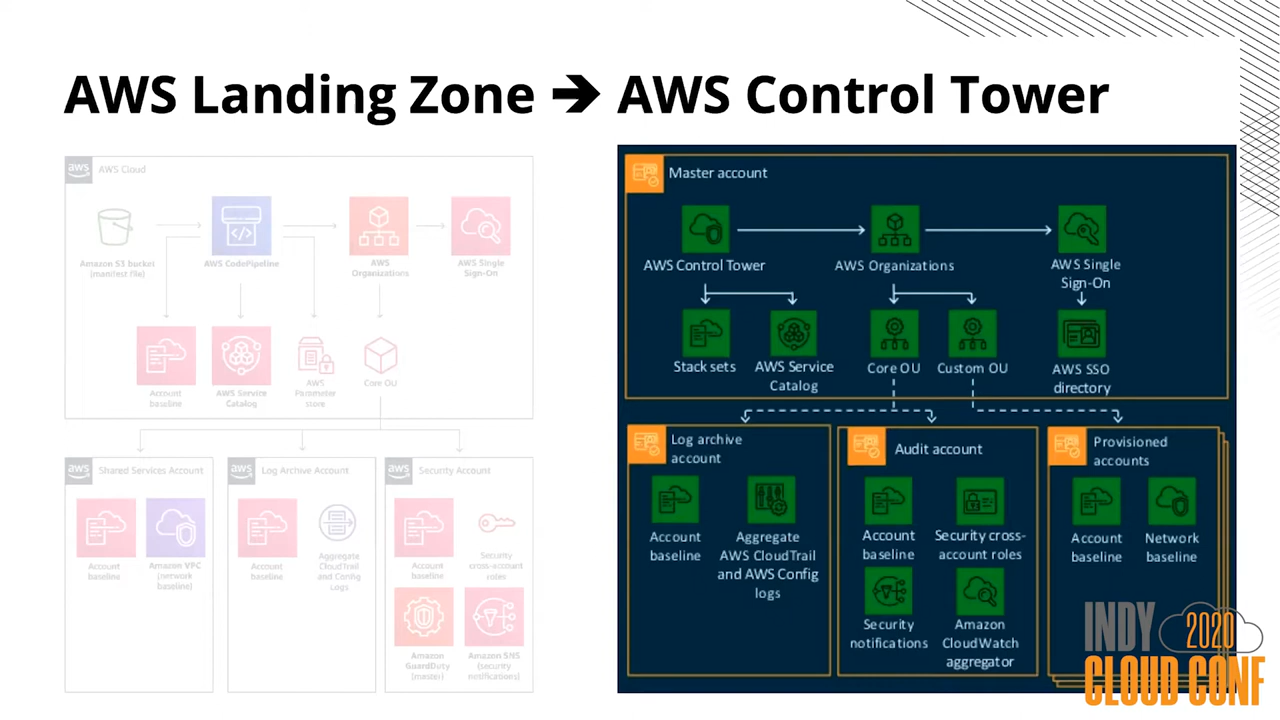 AWS Landing Zone ➔ AWS Control Tower
aws
AWS Cloud
Amazon S3 bucket
(manifest file)
AWS CodePipeline
AWS
Organizations
AWS Single
Sign-On
Account
baseline
AWS Service
Catalog
AWS
Parameter
store
Core OU
aws
Shared Services Account
Account
baseline
Amazon VPC
(network
baseline)
aws
Log Archive Account
Account
baseline
Aggregate
CloudTrail
and Config
Logs
aws
Security Account
Account
baseline
Security
cross-account
roles
Amazon
GuardDuty
(master)
Amazon SNS
(security
notifications)
Master account
AWS Control Tower
AWS Organizations
AWS Single
Sign-On
Stack sets
AWS Service
Catalog
Core OU
Custom OU
AWS SSO
directory
Log archive
account
Account
baseline
Aggregate
AWS CloudTrail
and AWS Config
logs
Audit account
Account
baseline
Security cross-
account roles
Security
notifications
Amazon
CloudWatch
aggregator
Provisioned
accounts
Account
baseline
Network
baseline
INDY 2020
CLOUD CONF